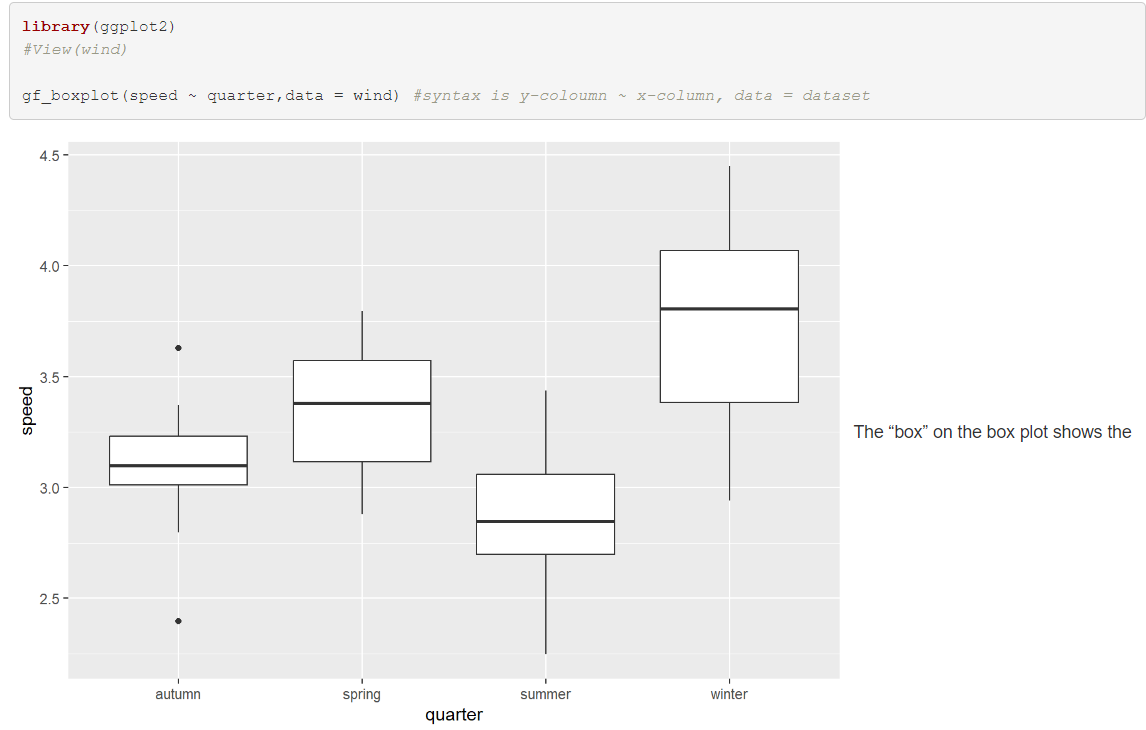 library(ggplot2)
#View(wind)
gf_boxplot(speed ~ quarter,data = wind) #syntax is y-coloumn ~ x-column, data = dataset
4.5
4.0
3.5
3.0
2.5
speed
autumn spring summer winter
quarter
The “box” on the box plot shows the